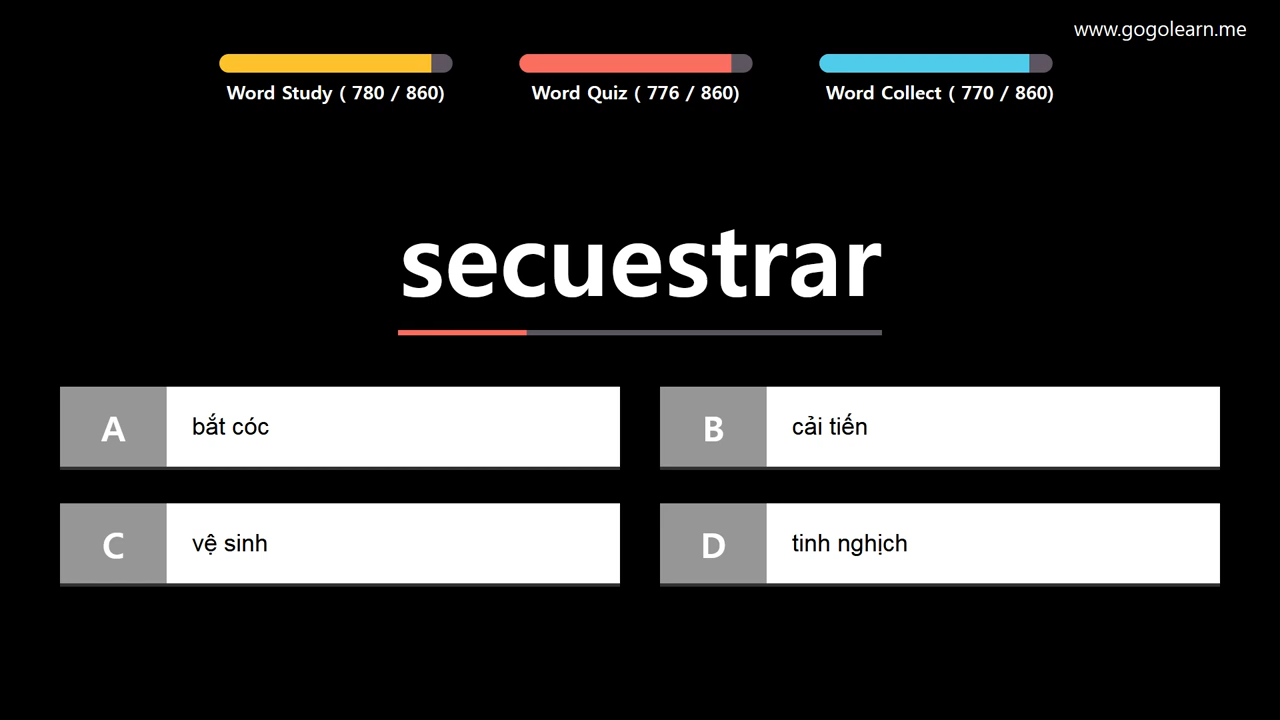 www.gogolearn.me
Word Study ( 780 / 860)
Word Quiz ( 776 / 860)
Word Collect ( 770 / 860)
secuestrar
A bắt cóc
B cải tiến
C vệ sinh
D tinh nghịch